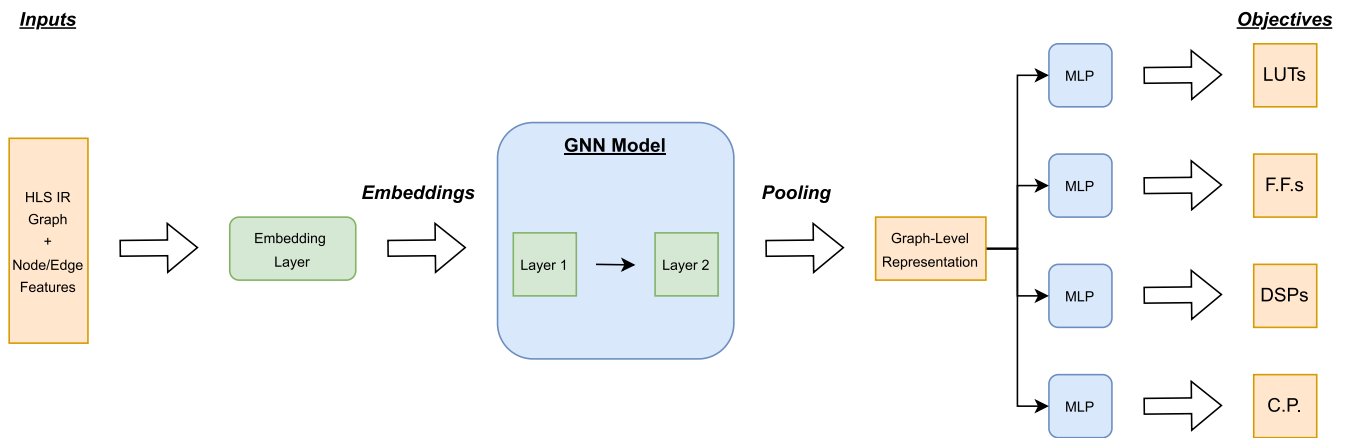 Inputs
HLS IR
Graph
+
Node/Edge
Features
Embedding
Layer
Embeddings
GNN Model
Layer 1
Layer 2
Pooling
Graph-Level
Representation
MLP
MLP
MLP
MLP
Objectives
LUTs
F.F.s
DSPs
C.P.